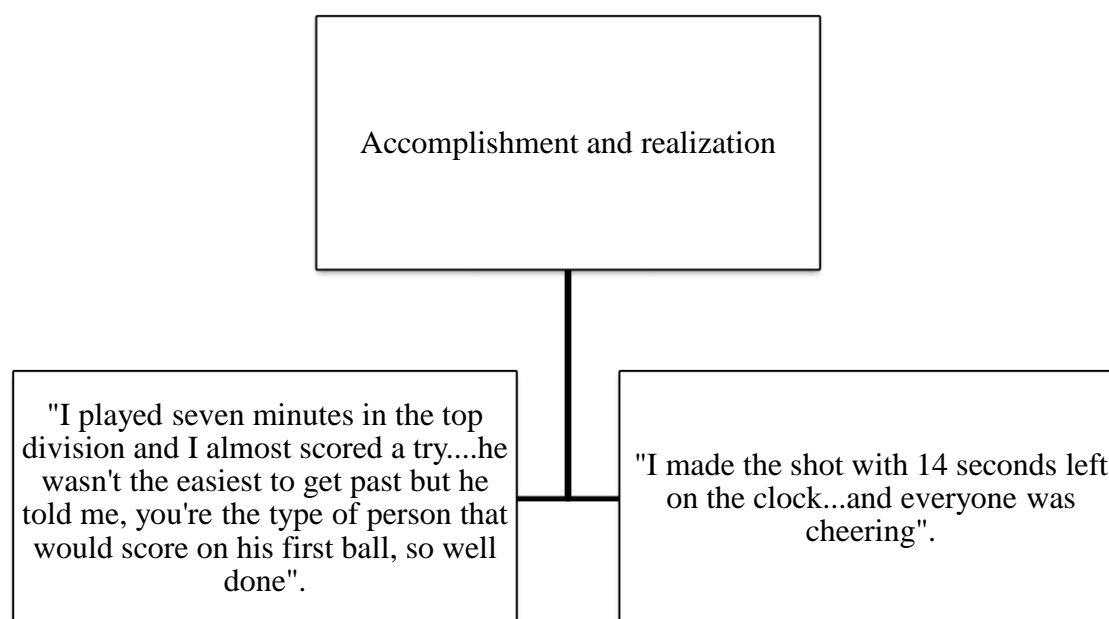 Accomplishment and realization
"I played seven minutes in the top
division and I almost scored a try....he
wasn't the easiest to get past but he
told me, you're the type of person that
would score on his first ball, so well
done".
"I made the shot with 14 seconds left
on the clock...and everyone was
cheering".